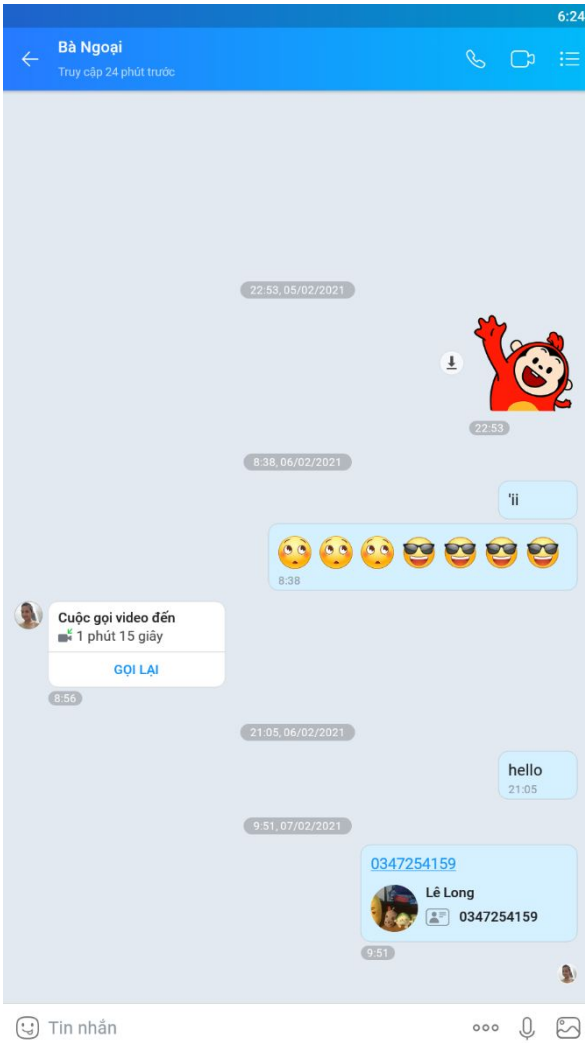 6:24
Bà Ngoại
Truy cập 24 phút trước
22:53, 05/02/2021
22:53
8:38, 06/02/2021
'ii
8:38
Cuộc gọi video đến
1 phút 15 giây
GỌI LẠI
8:56
21:05, 06/02/2021
hello
21:05
9:51, 07/02/2021
0347254159
Lê Long
0347254159
9:51
Tin nhắn